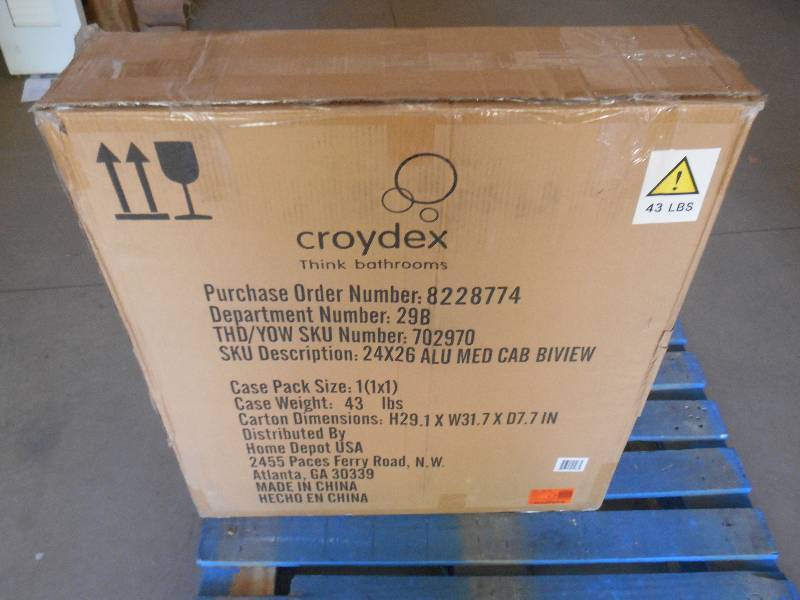 croydex
Think bathrooms
43 LBS
Purchase Order Number: 8228774
Department Number: 29B
THD/YOW SKU Number: 702970
SKU Description: 24X26 ALU MED CAB BIVIEW
Case Pack Size: 1(1x1)
Case Weight: 43 lbs
Carton Dimensions: H29.1 X W31.7 X D7.7 IN
Distributed By
Home Depot USA
2455 Paces Ferry Road, N.W.
Atlanta, GA 30339
MADE IN CHINA
HECHO EN CHINA